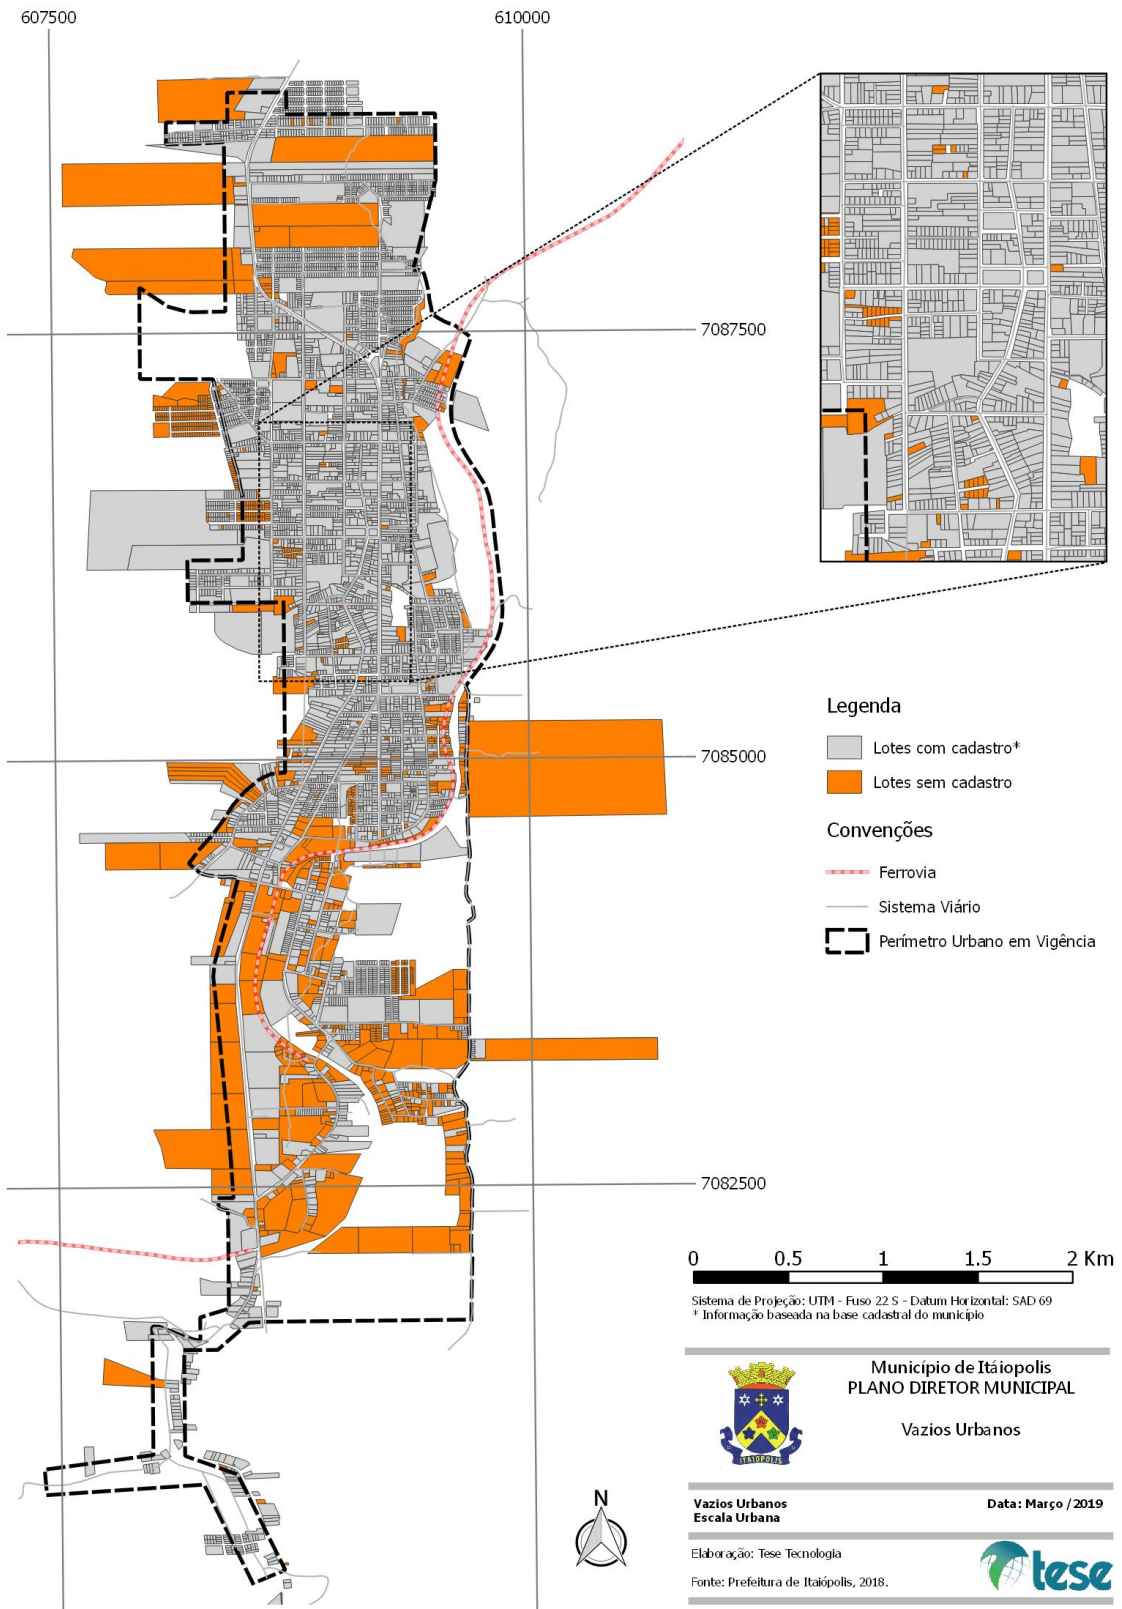 607500
610000
7087500
7085000
7082500
Legenda
Lotes com cadastro*
Lotes sem cadastro
Convenções
Ferrovia
Sistema Viário
Perímetro Urbano em Vigência
0 0.5 1 1.5 2 Km
Sistema de Projeção: UTM - Fuso 22 S - Datum Horizontal: SAD 69
* Informação baseada na base cadastral do município
Município de Itáiopolis
PLANO DIRETOR MUNICIPAL
Vazios Urbanos
ITAIOPOLIS
Vazios Urbanos
Escala Urbana
Data: Março /2019
N
Elaboração: Tese Tecnologia
Fonte: Prefeitura de Itaiópolis, 2018.
tese